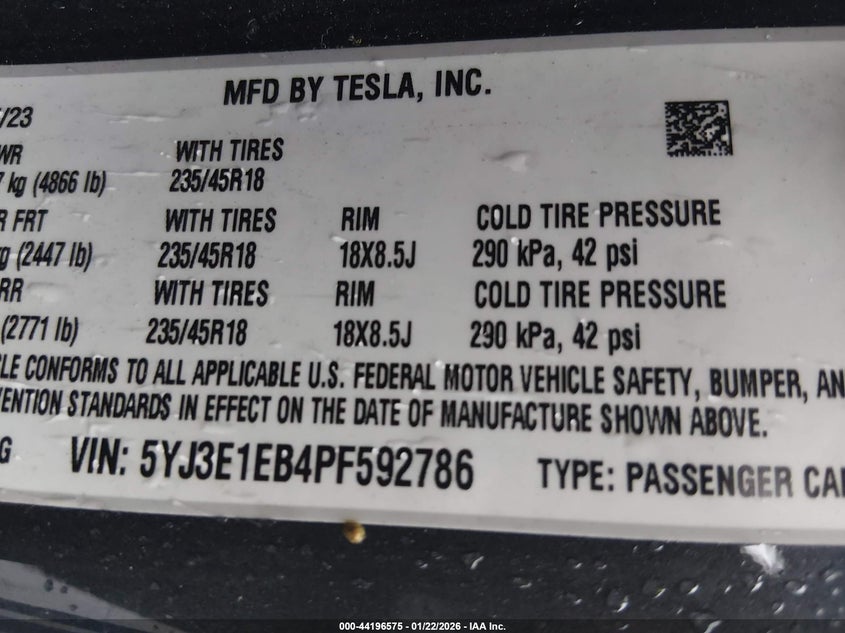 MFD BY TESLA, INC.
/23
WR WITH TIRES
7 kg (4866 lb) 235/45R18
R FRT WITH TIRES RIM COLD TIRE PRESSURE
g (2447 lb) 235/45R18 18X8.5J 290 kPa, 42 psi
RR WITH TIRES RIM COLD TIRE PRESSURE
(2771 lb) 235/45R18 18X8.5J 290 kPa, 42 psi
LE CONFORMS TO ALL APPLICABLE U.S. FEDERAL MOTOR VEHICLE SAFETY, BUMPER, AN
ENTION STANDARDS IN EFFECT ON THE DATE OF MANUFACTURE SHOWN ABOVE.
G VIN: 5YJ3E1EB4PF592786 TYPE: PASSENGER CA
000-44196575 - 01/22/2026 - IAA Inc.